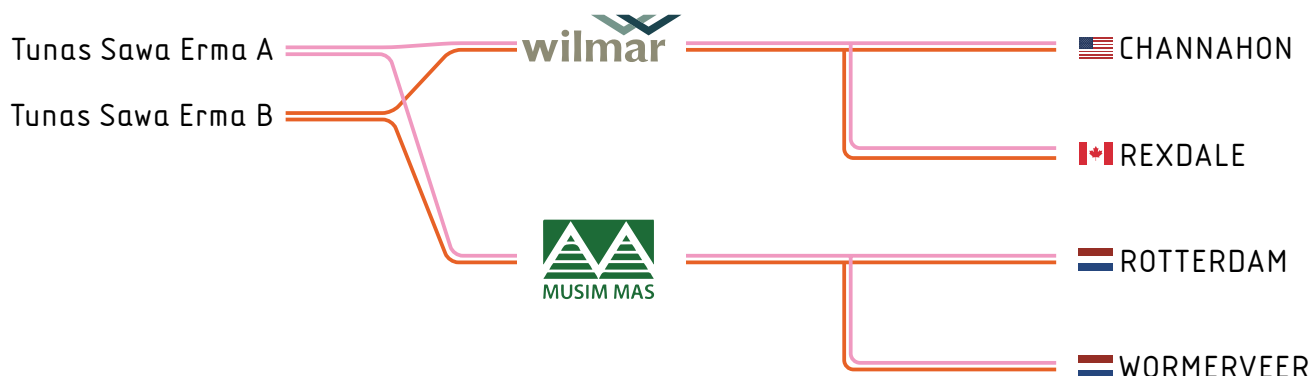 Tunas Sawa Erma A
Tunas Sawa Erma B
wilmar
MUSIM MAS
CHANNAHON
REXDALE
ROTTERDAM
WORMERVEER